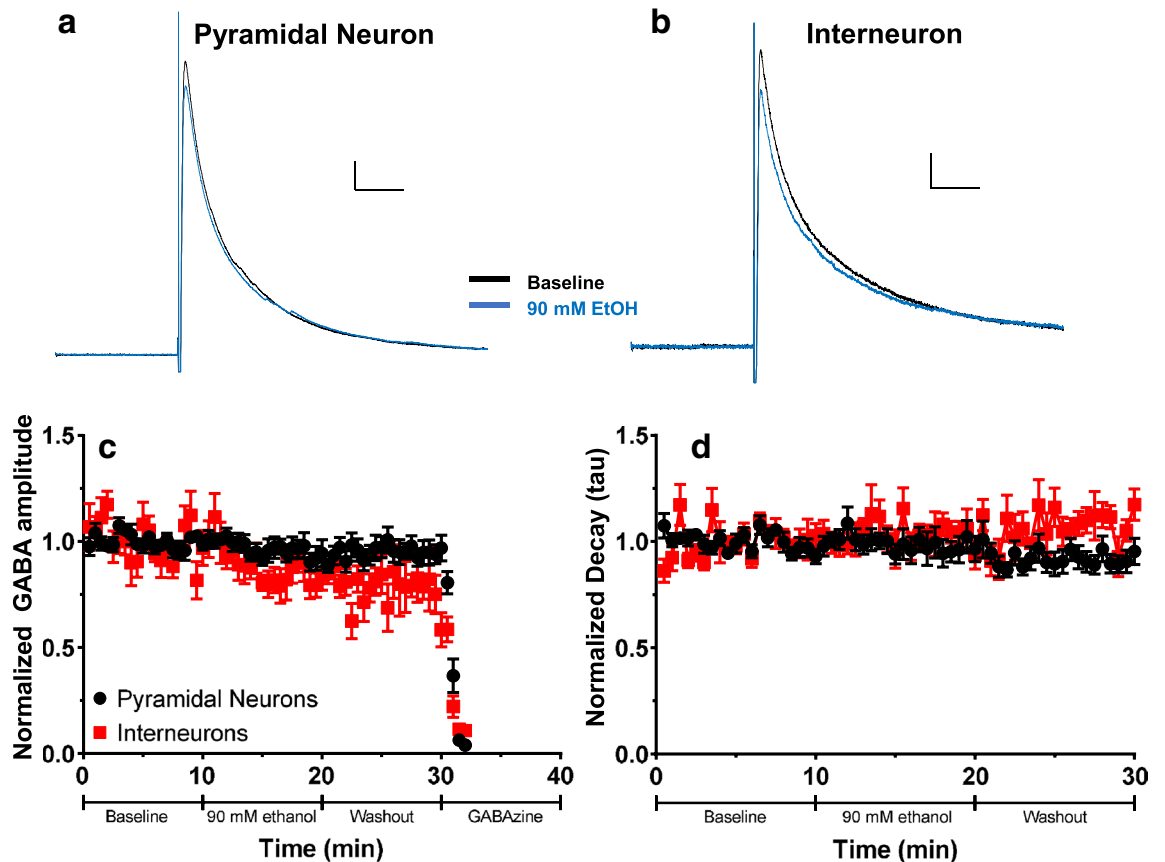 a
Pyramidal Neuron
b
Interneuron
Baseline
90 mM EtOH
c
Normalized GABA amplitude
1.5
1.0
0.5
0.0
Pyramidal Neurons
Interneurons
0 10 20 30 40
Baseline 90 mM ethanol Washout GABAzine
Time (min)
d
Normalized Decay (tau)
1.5
1.0
0.5
0.0
0 10 20 30
Baseline 90 mM ethanol Washout
Time (min)